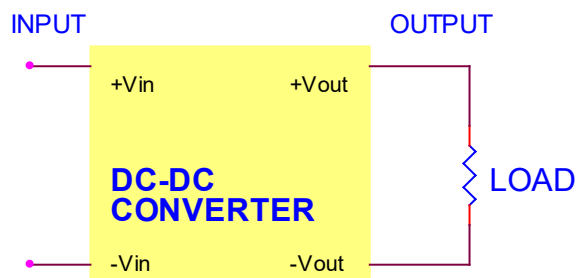 INPUT OUTPUT
+Vin +Vout
DC-DC
CONVERTER
LOAD
-Vin -Vout